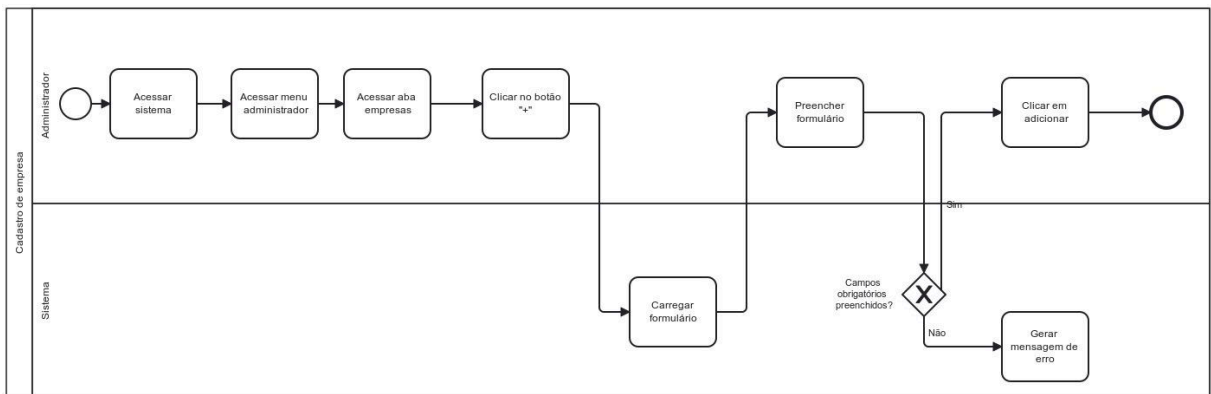 Cadastro de empresa
Administrador
Acessar
sistema
Acessar menu
administrador
Acessar aba
empresas
Clicar no botão
"+"
Preencher
formulário
Clicar em
adicionar
Sim
Sistema
Carregar
formulário
Campos
obrigatórios
preenchidos?
X
Não
Gerar
mensagem de
erro